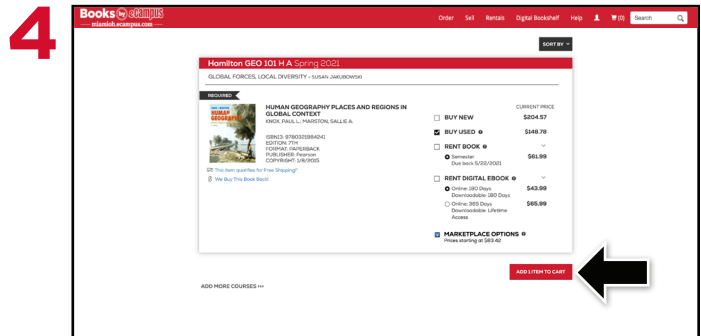 4
Books by eCampus
miamioh.ecampus.com
Order Sell Rentals Digital Bookshelf Help (0) Search
SORT BY
Hamilton GEO 101 H A Spring 2021
GLOBAL FORCES, LOCAL DIVERSITY - SUSAN JAKUBOWSKI
REQUIRED
HUMAN GEOGRAPHY PLACES AND REGIONS IN
GLOBAL CONTEXT
KNOX, PAUL L.; MARSTON, SALLIE A.
ISBN13: 9780321984241
EDITION: 7TH
FORMAT: PAPERBACK
PUBLISHER: Pearson
COPYRIGHT: 1/8/2015
This item qualifies for Free Shipping!*
We Buy This Book Back!
CURRENT PRICE
BUY NEW $204.57
BUY USED $148.78
RENT BOOK
Semester $61.99
Due back 5/22/2021
RENT DIGITAL EBOOK
Online: 180 Days $43.99
Downloadable: 180 Days
Online: 365 Days $65.99
Downloadable: Lifetime
Access
MARKETPLACE OPTIONS
Prices starting at $83.42
ADD 1 ITEM TO CART
ADD MORE COURSES >>>